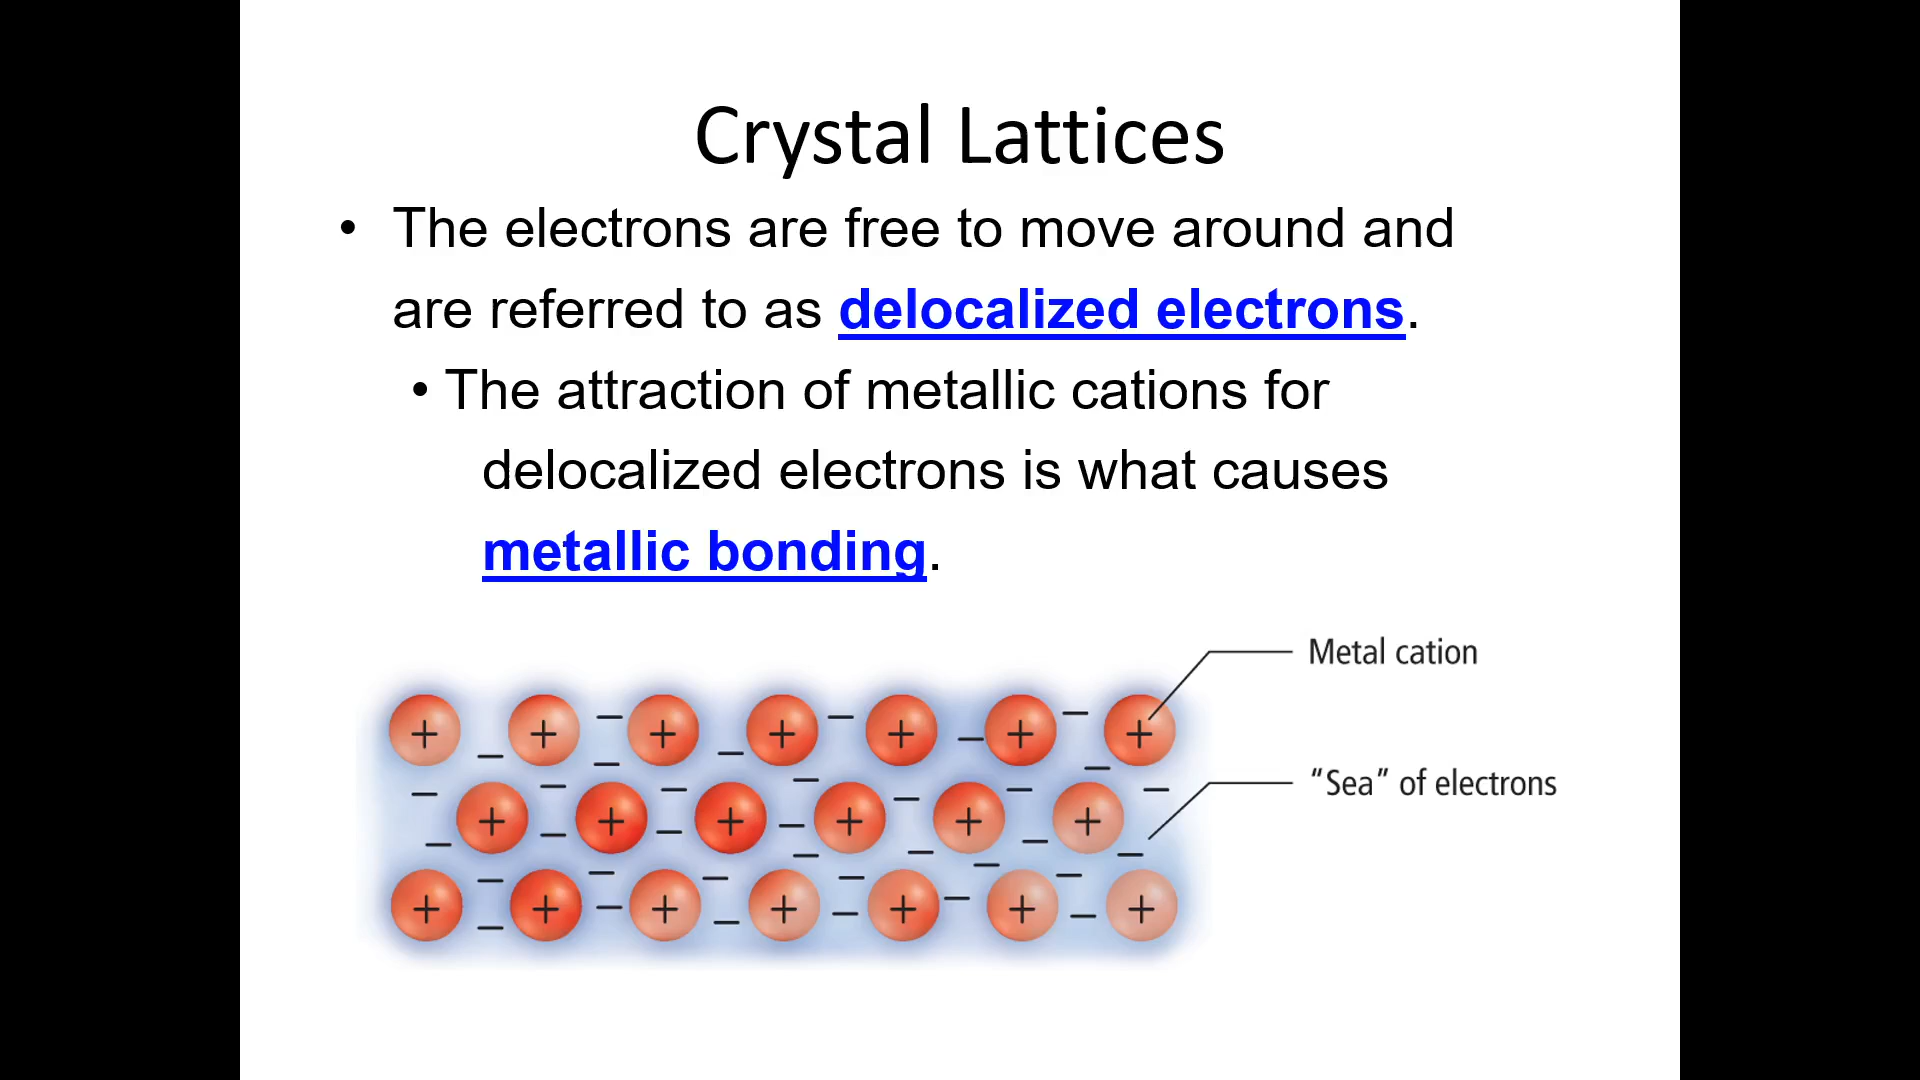 Crystal Lattices
• The electrons are free to move around and
are referred to as delocalized electrons.
• The attraction of metallic cations for
delocalized electrons is what causes
metallic bonding.
Metal cation
+ + − + + − + − + − +
− − − − −
“Sea” of electrons
− − − − − − −
+ − + − + − + + + −
− − − − −
− − − − − −
+ + − + + − + − + − +
− −